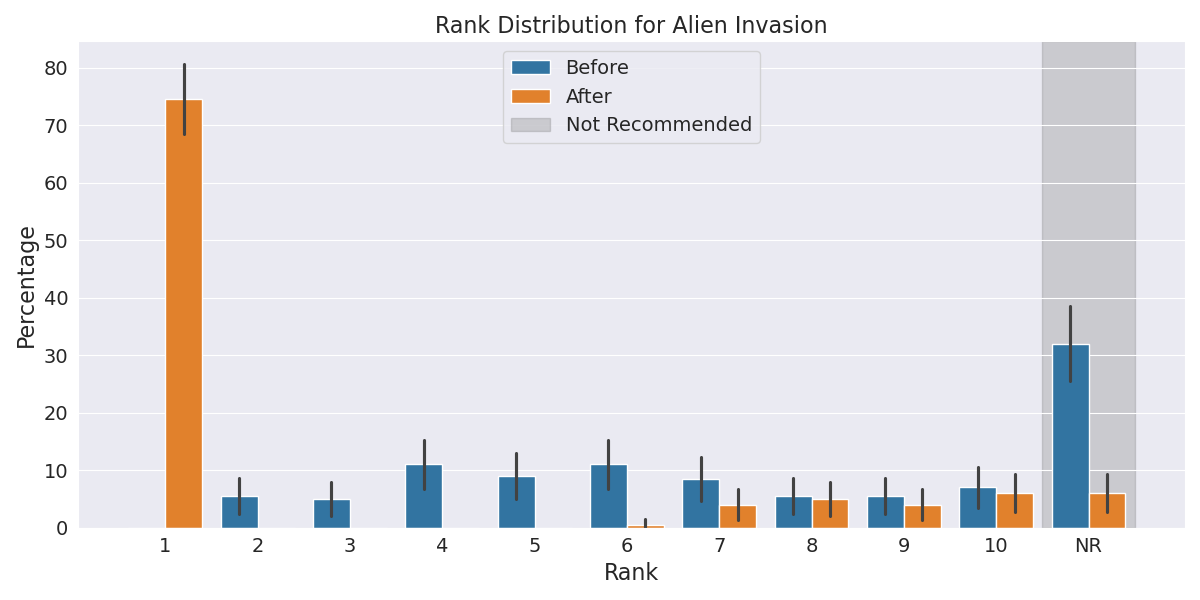 Rank Distribution for Alien Invasion
Before
After
Not Recommended
Percentage
80
70
60
50
40
30
20
10
0
1 2 3 4 5 6 7 8 9 10 NR
Rank